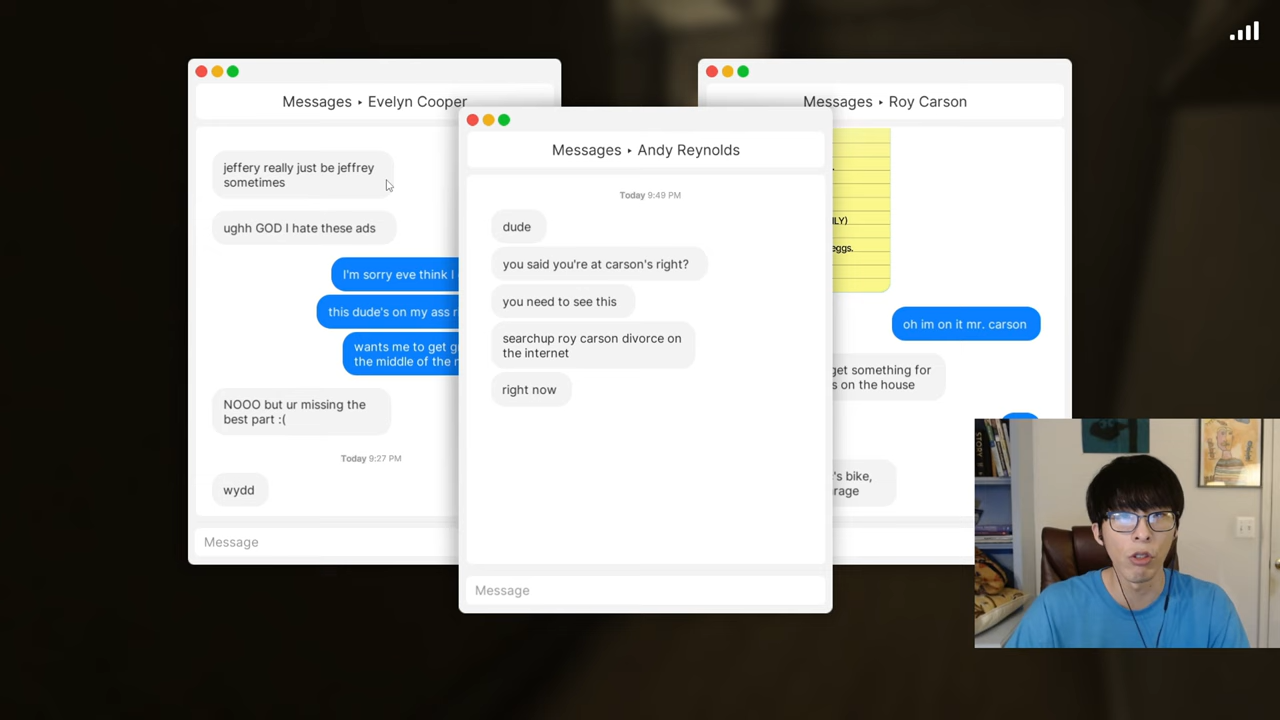 Messages ▸ Evelyn Cooper
jeffery really just be jeffrey
sometimes
ughh GOD I hate these ads
I'm sorry eve think I
this dude's on my ass
wants me to get
the middle of the
NOOO but ur missing the
best part :(
Today 9:27 PM
wydd
Message
Messages ▸ Andy Reynolds
Today 9:49 PM
dude
you said you're at carson's right?
you need to see this
searchup roy carson divorce on
the internet
right now
Message
Messages ▸ Roy Carson
eggs.
oh im on it mr. carson
get something for
on the house
bike,
STORY